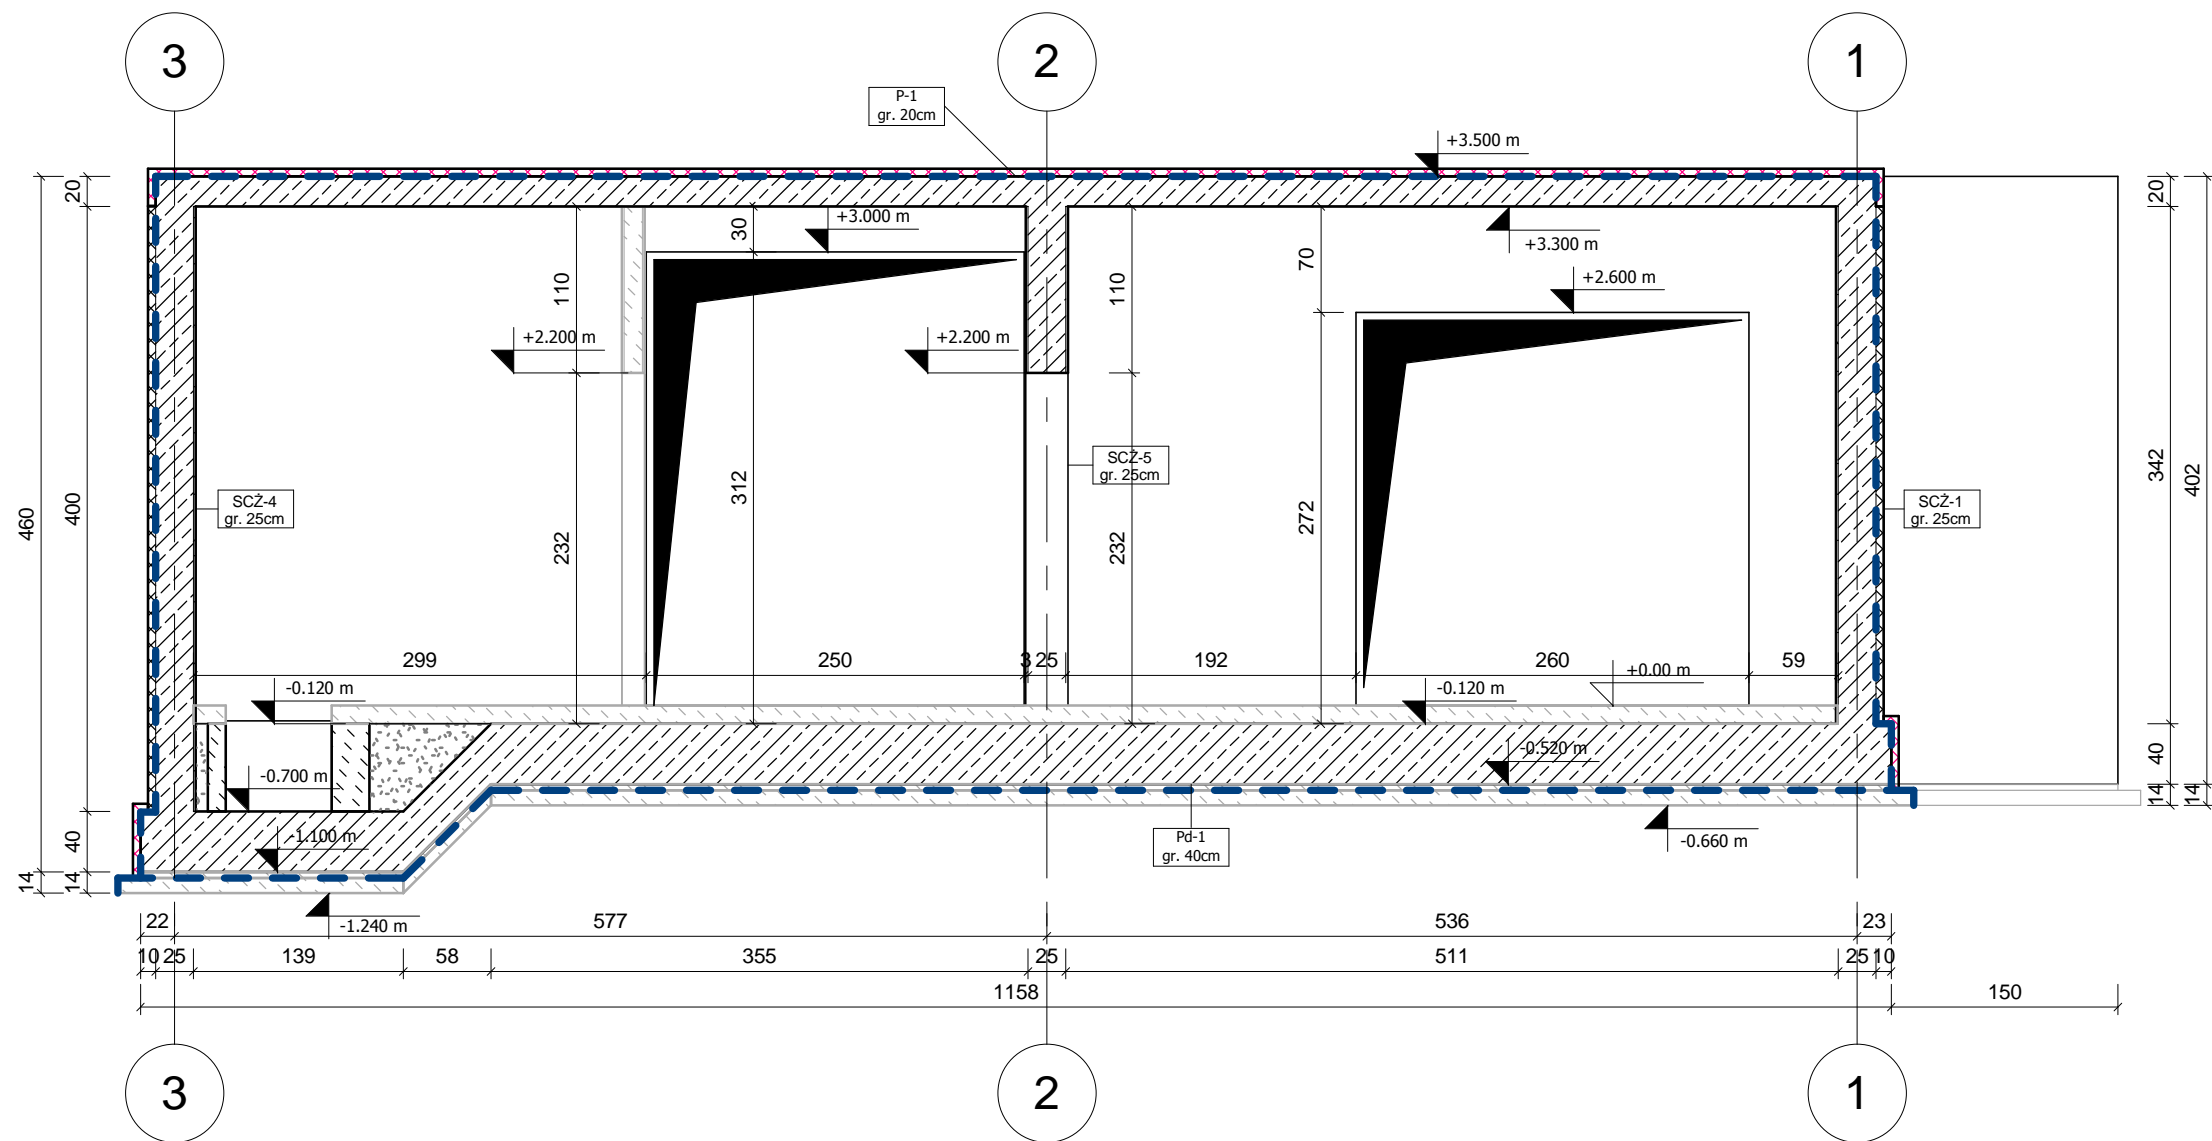 3
2
1
P-1
gr. 20cm
+3.500 m
20
20
+3.000 m
30
+3.300 m
70
110
110
+2.600 m
+2.200 m
+2.200 m
SCŻ-5
gr. 25cm
SCŻ-4
gr. 25cm
SCŻ-1
gr. 25cm
460
400
312
232
232
272
342
402
299
250
3
25
192
260
59
+0.00 m
-0.120 m
-0.120 m
-0.700 m
-0.520 m
40
40
-1.100 m
Pd-1
gr. 40cm
-0.660 m
14
14
14
14
-1.240 m
22
577
536
23
10
25
139
58
355
25
511
25
10
1158
150
3
2
1